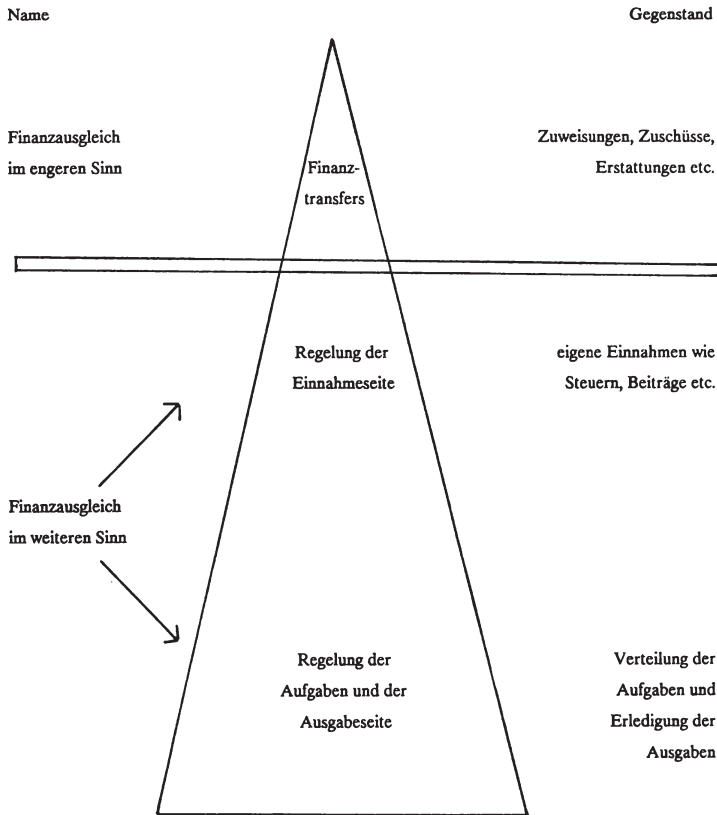 Name
Gegenstand
Finanzausgleich
im engeren Sinn
Finanz-
transfers
Zuweisungen, Zuschüsse,
Erstattungen etc.
Regelung der
Einnahmeseite
eigene Einnahmen wie
Steuern, Beiträge etc.
Finanzausgleich
im weiteren Sinn
Regelung der
Aufgaben und der
Ausgabeseite
Verteilung der
Aufgaben und
Erledigung der
Ausgaben